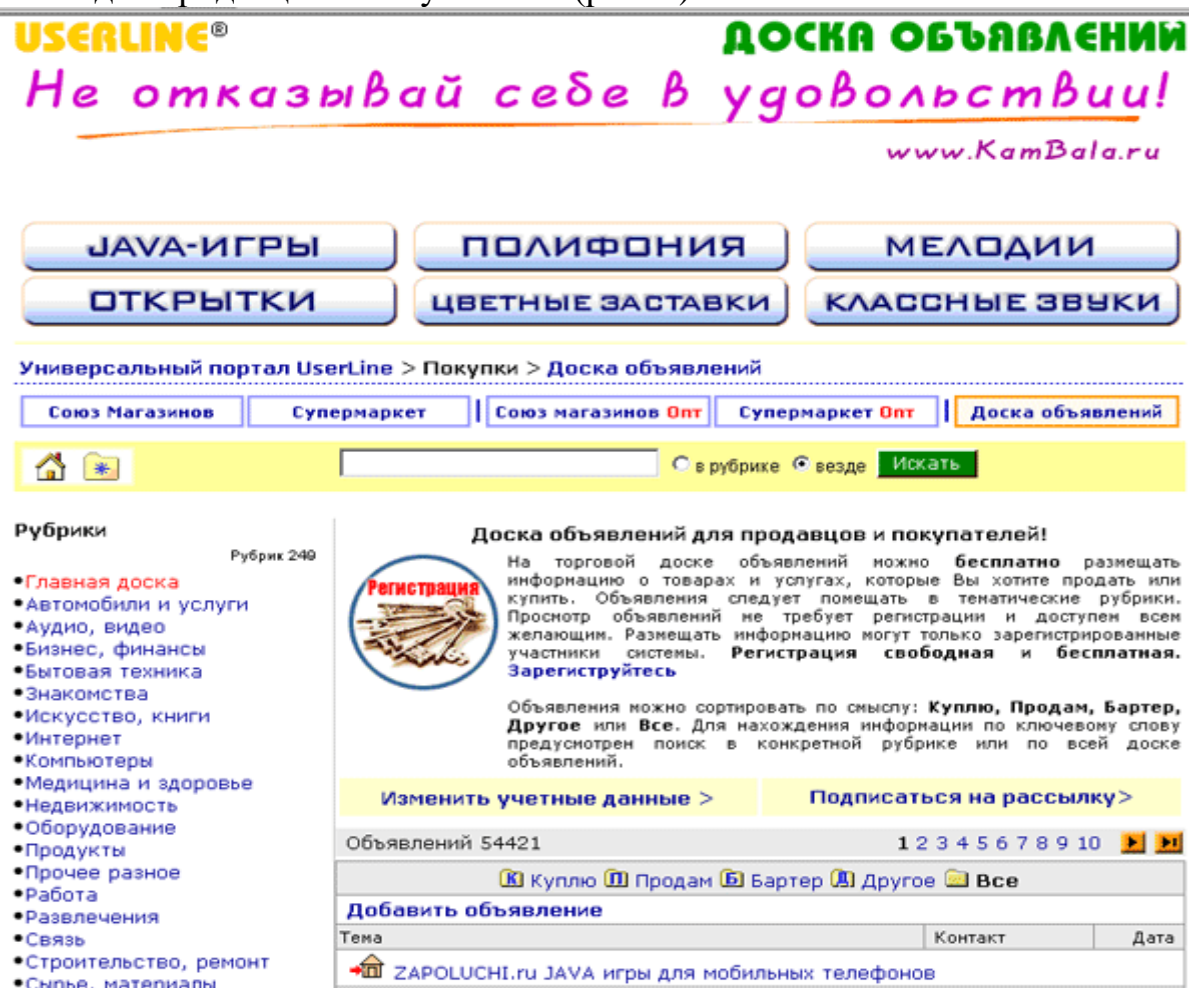 USERLINE® ДОСКА ОБЪЯВЛЕНИЙ
Не отказывай себе в удовольствии!
www.KamBala.ru
JAVA-ИГРЫ ПОЛИФОНИЯ МЕЛОДИИ
ОТКРЫТКИ ЦВЕТНЫЕ ЗАСТАВКИ КЛАССНЫЕ ЗВУКИ
Универсальный портал UserLine > Покупки > Доска объявлений
Союз Магазинов Супермаркет Союз магазинов Опт Супермаркет Опт Доска объявлений
в рубрике везде Искать
Рубрики
Рубрик 249
•Главная доска
•Автомобили и услуги
•Аудио, видео
•Бизнес, финансы
•Бытовая техника
•Знакомства
•Искусство, книги
•Интернет
•Компьютеры
•Медицина и здоровье
•Недвижимость
•Оборудование
•Продукты
•Прочее разное
•Работа
•Развлечения
•Связь
•Строительство, ремонт
•Сырье, материалы
Доска объявлений для продавцов и покупателей!
Регистрация
На торговой доске объявлений можно бесплатно размещать
информацию о товарах и услугах, которые Вы хотите продать или
купить. Объявления следует помещать в тематические рубрики.
Просмотр объявлений не требует регистрации и доступен всем
желающим. Размещать информацию могут только зарегистрированные
участники системы. Регистрация свободная и бесплатная.
Зарегиструйтесь
Объявления можно сортировать по смыслу: Куплю, Продам, Бартер,
Другое или Все. Для нахождения информации по ключевому слову
предусмотрен поиск в конкретной рубрике или по всей доске
объявлений.
Изменить учетные данные > Подписаться на рассылку>
Объявлений 54421 1 2 3 4 5 6 7 8 9 10
К Куплю П Продам Б Бартер Д Другое Все
Добавить объявление
Тема Контакт Дата
ZAPOLUCHI.ru JAVA игры для мобильных телефонов